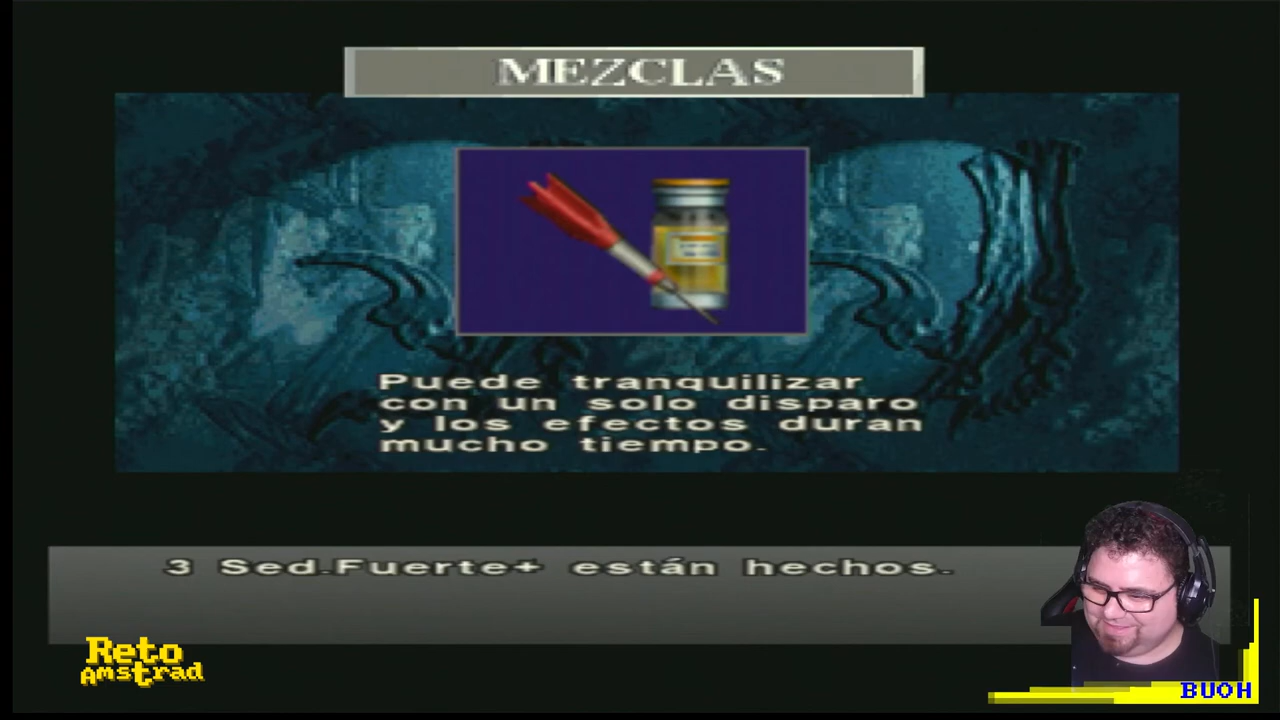 MEZCLAS
Puede tranquilizar
con un solo disparo
y los efectos duran
mucho tiempo.
3 Sed.Fuerte+ están hechos.
Reto
Amstrad
BUOH